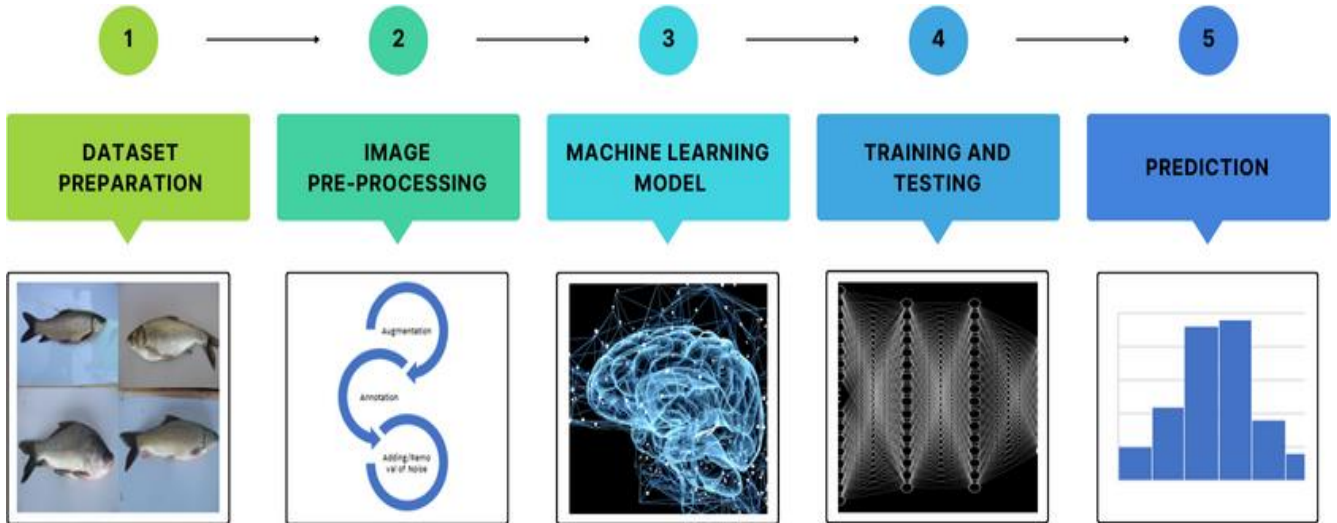 1
2
3
4
5
DATASET
PREPARATION
IMAGE
PRE-PROCESSING
MACHINE LEARNING
MODEL
TRAINING AND
TESTING
PREDICTION
Augmentation
Annotation
Adding/Remo
val of Noise